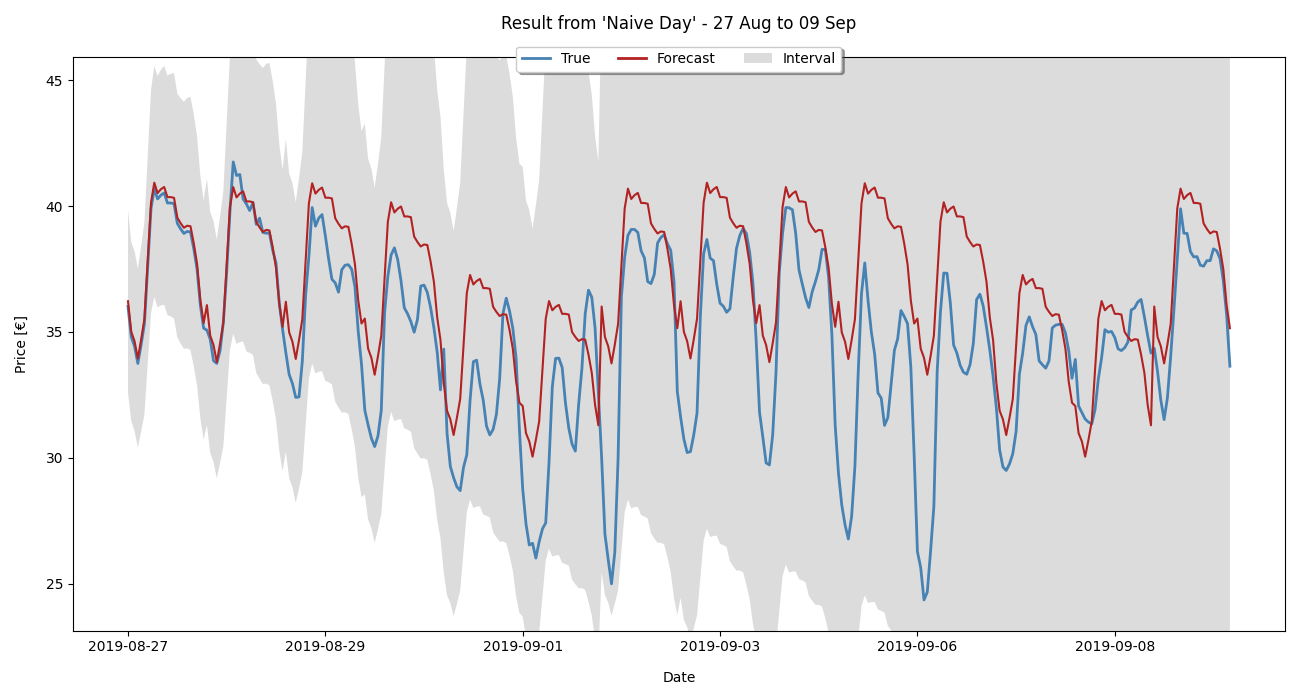 Result from 'Naive Day' - 27 Aug to 09 Sep
True Forecast Interval
45
40
35
30
25
Price [€]
2019-08-27 2019-08-29 2019-09-01 2019-09-03 2019-09-06 2019-09-08
Date